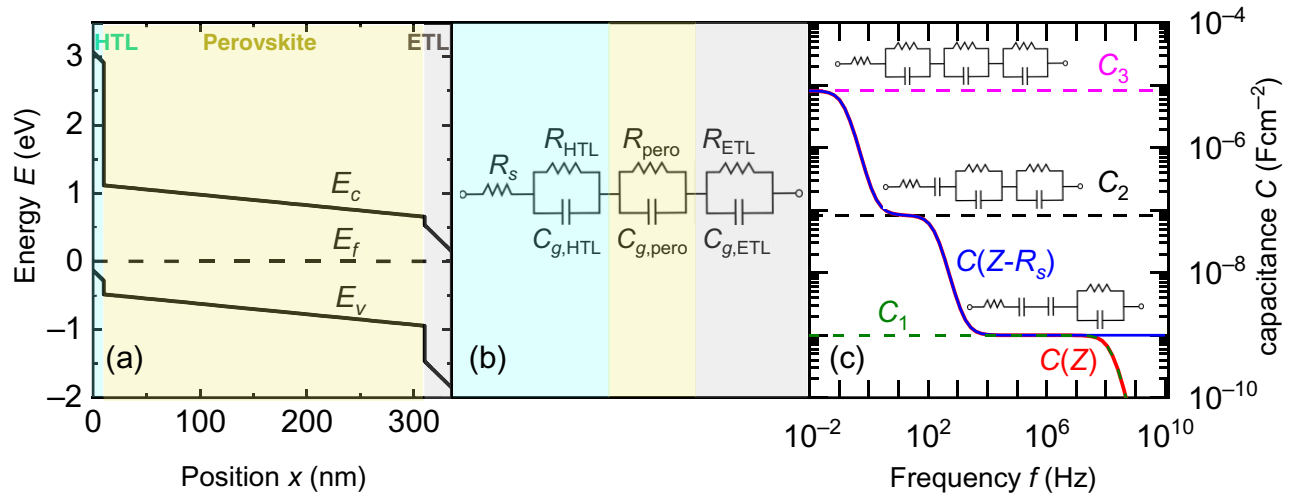 HTL Perovskite ETL
3
2
1
0
−1
−2
Energy E (eV)
E_c
E_f
E_v
(a)
0 100 200 300
Position x (nm)
R_s R_HTL R_pero R_ETL
C_g,HTL C_g,pero C_g,ETL
(b)
C_3
C_2
C(Z-R_s)
C_1
C(Z)
(c)
10^−4
10^−6
10^−8
10^−10
capacitance C (Fcm^−2)
10^−2 10^2 10^6 10^10
Frequency f (Hz)